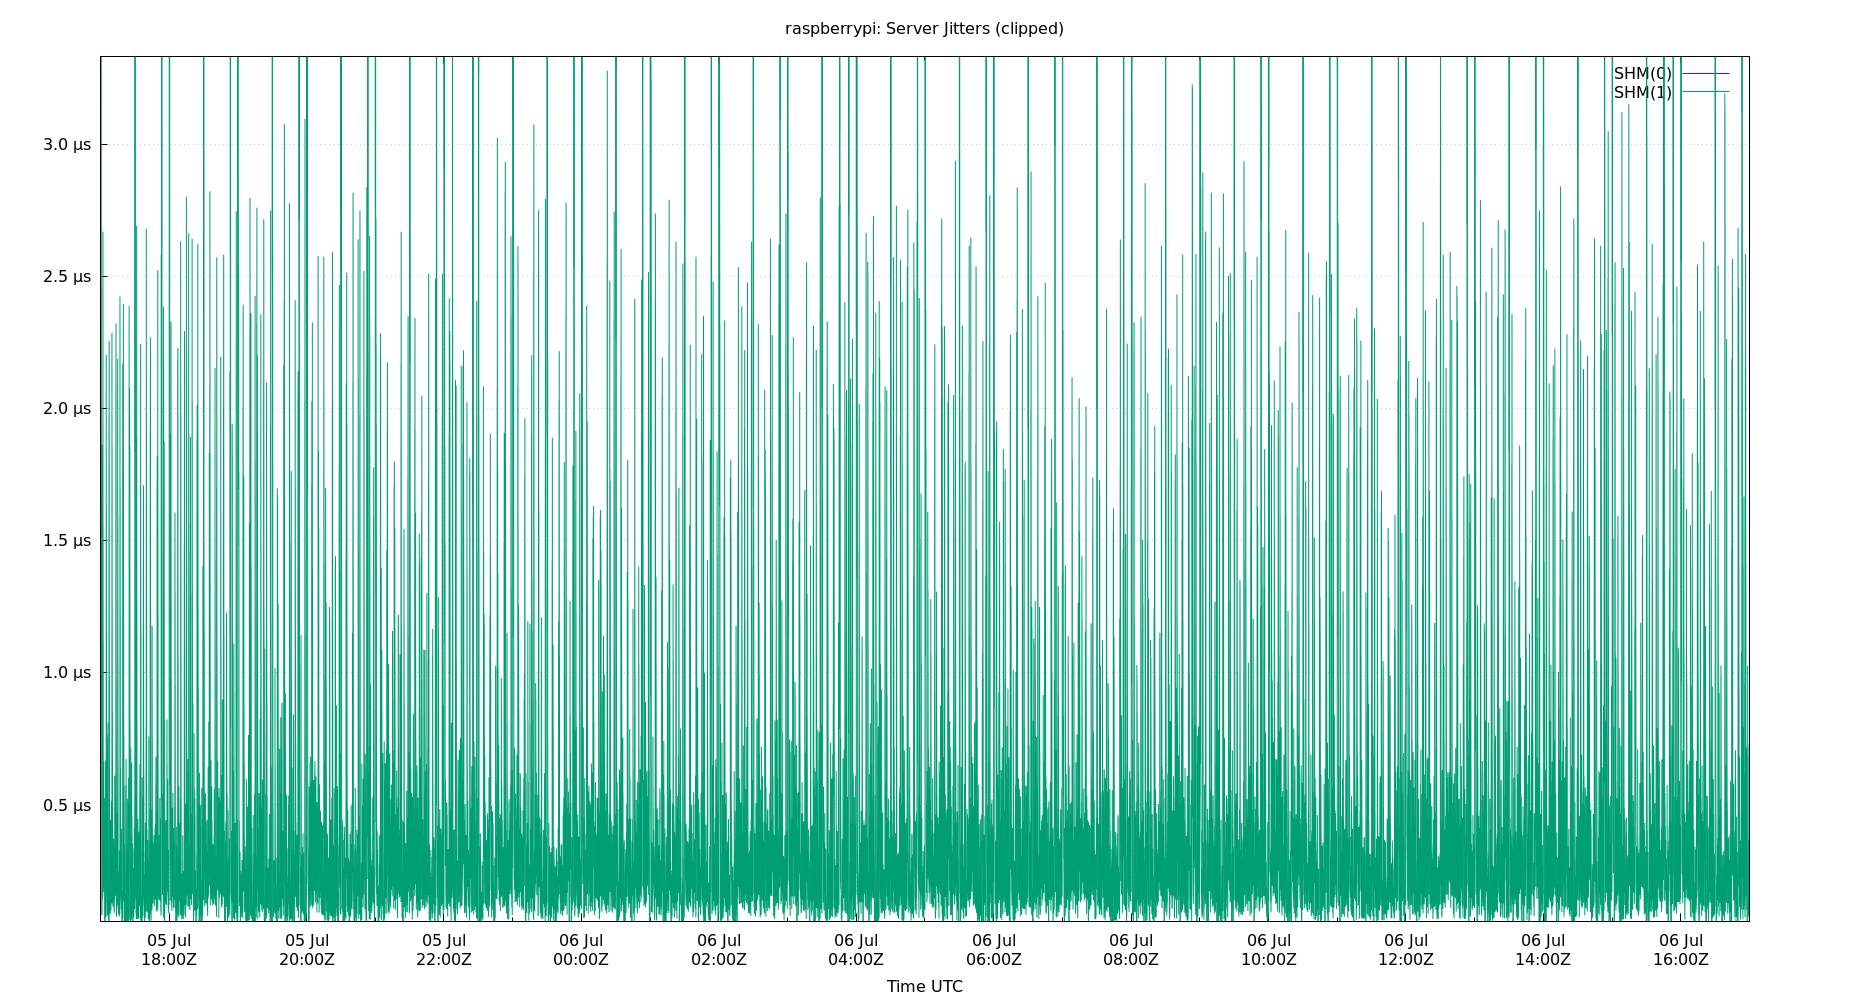 raspberrypi: Server Jitters (clipped)
SHM(0)
SHM(1)
3.0 µs
2.5 µs
2.0 µs
1.5 µs
1.0 µs
0.5 µs
05 Jul 05 Jul 05 Jul 06 Jul 06 Jul 06 Jul 06 Jul 06 Jul 06 Jul 06 Jul 06 Jul 06 Jul
18:00Z 20:00Z 22:00Z 00:00Z 02:00Z 04:00Z 06:00Z 08:00Z 10:00Z 12:00Z 14:00Z 16:00Z
Time UTC